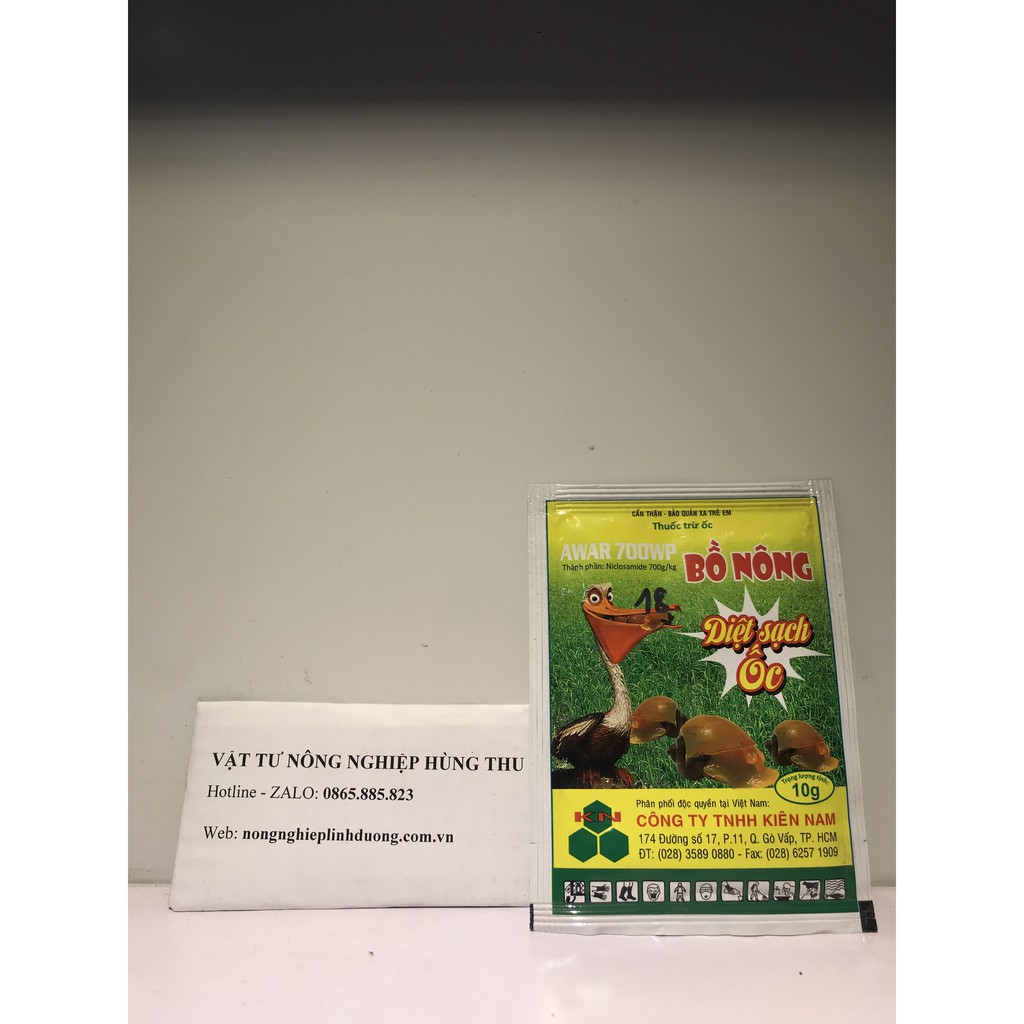 VẬT TƯ NÔNG NGHIỆP HÙNG THU
Hotline - ZALO: 0865.885.823
Web: nongnghieplinhduong.com.vn
CẨN THẬN - BẢO QUẢN XA TRẺ EM
Thuốc trừ ốc
AWAR 700WP
Thành phần: Niclosamide 700g/kg
BỒ NÔNG
18
Diệt sạch
Ốc
Trọng lượng tịnh:
10g
KN
Phân phối độc quyền tại Việt Nam:
CÔNG TY TNHH KIÊN NAM
174 Đường số 17, P.11, Q. Gò Vấp, TP. HCM
ĐT: (028) 3589 0880 - Fax: (028) 6257 1909